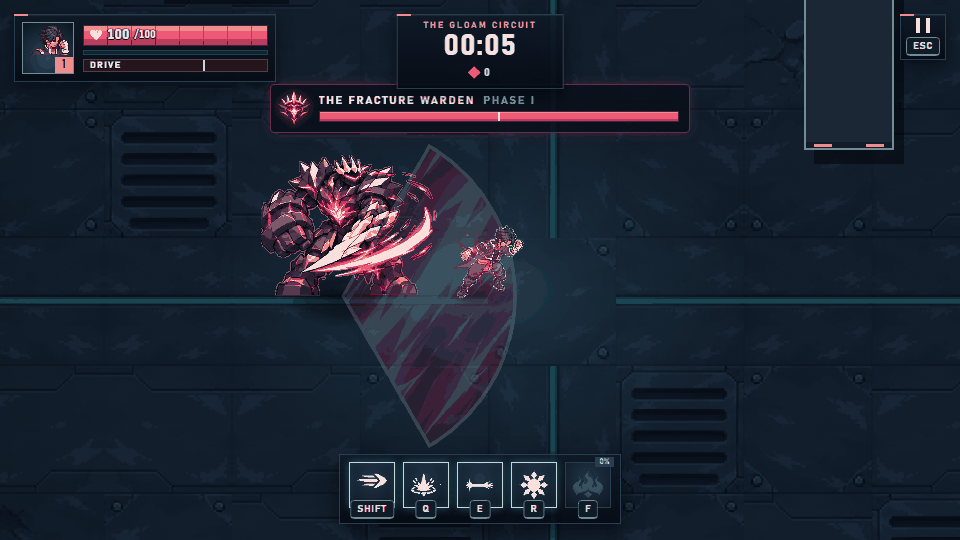 100 /100
1
DRIVE
THE GLOAM CIRCUIT
00:05
0
ESC
THE FRACTURE WARDEN PHASE I
0%
SHIFT
Q
E
R
F